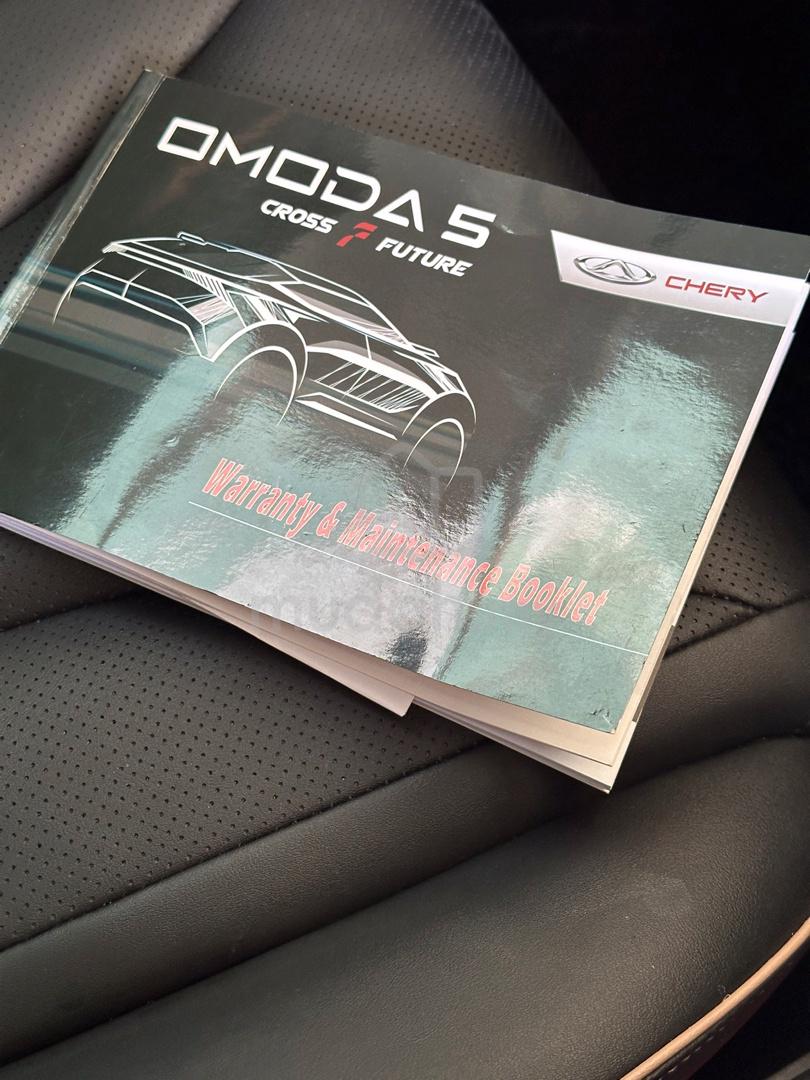 OMODA 5
CROSS FUTURE
CHERY
Warranty & Maintenance Booklet